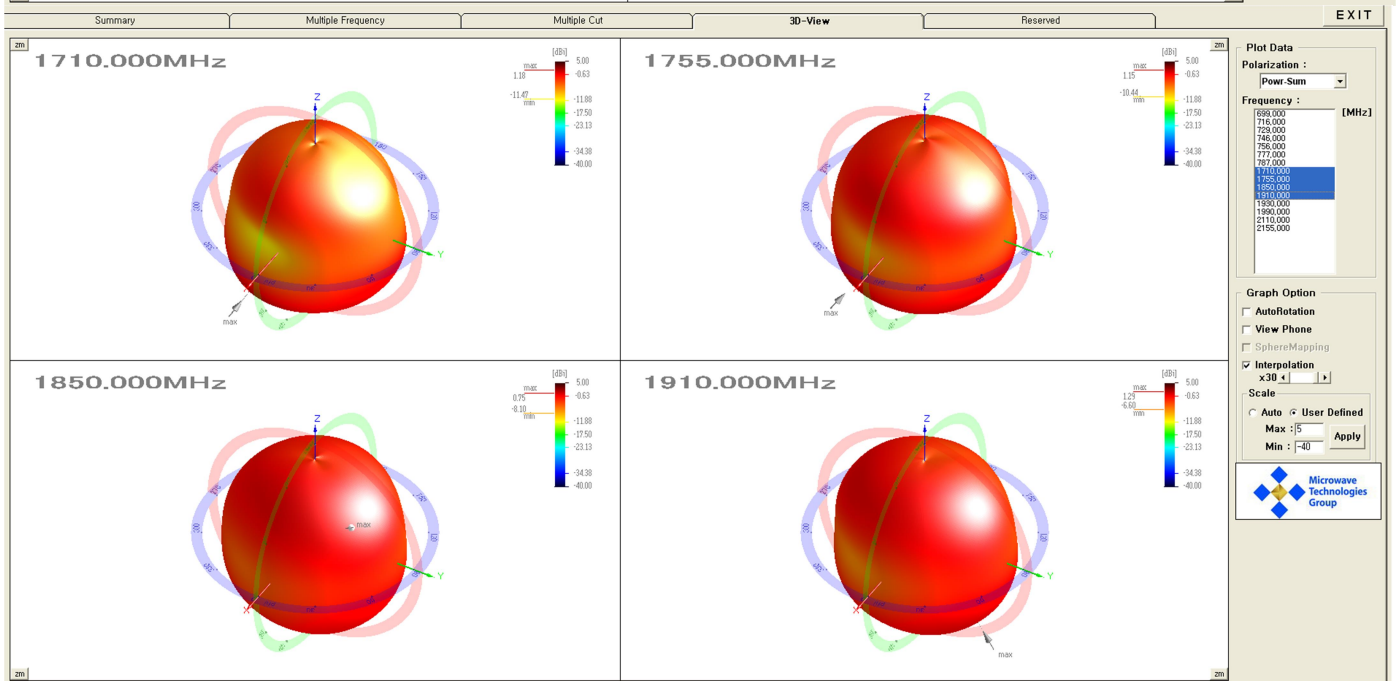 Summary
Multiple Frequency
Multiple Cut
3D-View
Reserved
EXIT
zm
1710.000MHz
[dBi]
max
1.18
-11.47
min
5.00
-0.63
-11.88
-17.50
-23.13
-34.38
-40.00
Z
Y
X
max
zm
1755.000MHz
[dBi]
max
1.15
-10.44
min
5.00
-0.63
-11.88
-17.50
-23.13
-34.38
-40.00
Z
Y
max
1850.000MHz
[dBi]
max
0.75
-8.10
min
5.00
-0.63
-11.88
-17.50
-23.13
-34.38
-40.00
Z
Y
X
max
zm
1910.000MHz
[dBi]
max
1.29
-6.60
min
5.00
-0.63
-11.88
-17.50
-23.13
-34.38
-40.00
Z
Y
X
max
zm
Plot Data
Polarization :
Powr-Sum
Frequency :
[MHz]
699,000
716,000
729,000
746,000
756,000
777,000
787,000
1710,000
1755,000
1850,000
1910,000
1930,000
1990,000
2110,000
2155,000
Graph Option
AutoRotation
View Phone
SphereMapping
Interpolation
x30
Scale
Auto User Defined
Max : 5
Min : -40
Apply
Microwave
Technologies
Group